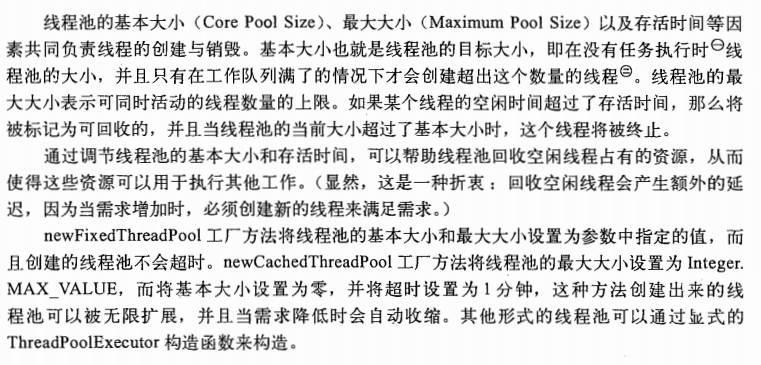 线程池的基本大小（Core Pool Size）、最大大小（Maximum Pool Size）以及存活时间等因
素共同负责线程的创建与销毁。基本大小也就是线程池的目标大小，即在没有任务执行时㊀线
程池的大小，并且只有在工作队列满了的情况下才会创建超出这个数量的线程㊁。线程池的最
大大小表示可同时活动的线程数量的上限。如果某个线程的空闲时间超过了存活时间，那么将
被标记为可回收的，并且当线程池的当前大小超过了基本大小时，这个线程将被终止。
通过调节线程池的基本大小和存活时间，可以帮助线程池回收空闲线程占有的资源，从而
使得这些资源可以用于执行其他工作。（显然，这是一种折衷：回收空闲线程会产生额外的延
迟，因为当需求增加时，必须创建新的线程来满足需求。）
newFixedThreadPool 工厂方法将线程池的基本大小和最大大小设置为参数中指定的值，而
且创建的线程池不会超时。newCachedThreadPool 工厂方法将线程池的最大大小设置为 Integer.
MAX_VALUE，而将基本大小设置为零，并将超时设置为 1 分钟，这种方法创建出来的线
程池可以被无限扩展，并且当需求降低时会自动收缩。其他形式的线程池可以通过显式的
ThreadPoolExecutor 构造函数来构造。